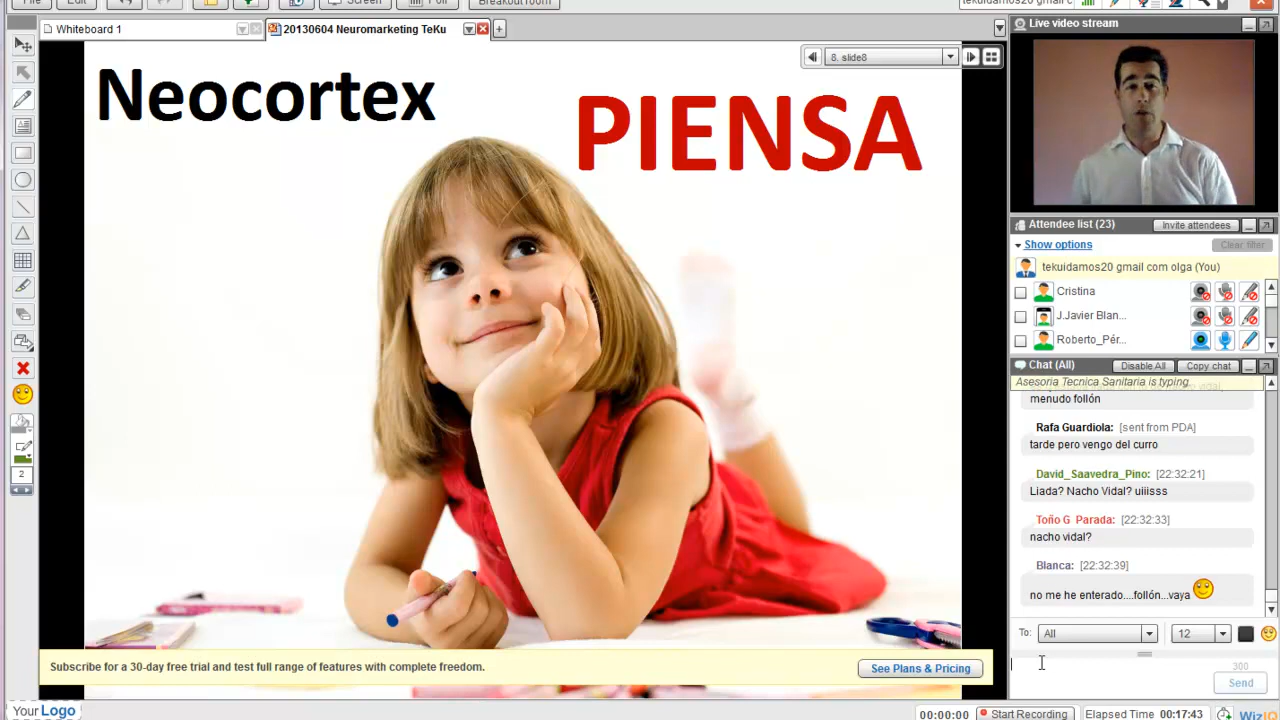 File
Edit
Screen
Poll
Breakout room
Whiteboard 1
20130604 Neuromarketing TeKu
8. slide8
Neocortex
PIENSA
Subscribe for a 30-day free trial and test full range of features with complete freedom.
See Plans & Pricing
Your Logo
2
Live video stream
Attendee list (23)
Invite attendees
Show options
Clear filter
tekuidamos20 gmail com olga (You)
Cristina
J.Javier Blan...
Roberto_Pér...
Chat (All)
Disable All
Copy chat
Asesoria Tecnica Sanitaria is typing
menudo follón
Rafa Guardiola: [sent from PDA]
tarde pero vengo del curro
David_Saavedra_Pino: [22:32:21]
Liada? Nacho Vidal? uiiisss
Toño G Parada: [22:32:33]
nacho vidal?
Blanca: [22:32:39]
no me he enterado....follón...vaya
To:
All
12
300
Send
00:00:00
Start Recording
Elapsed Time
00:17:43
WizIQ